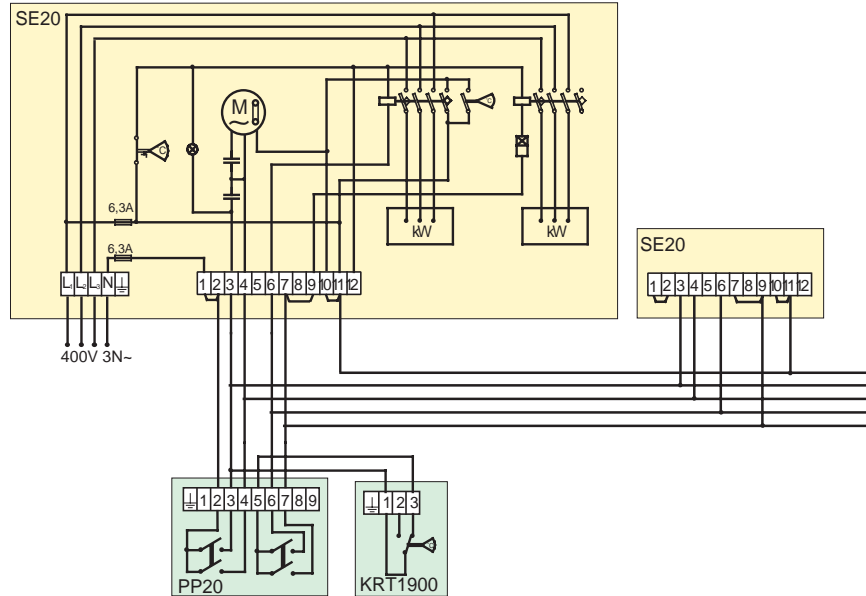 SE20
M
~
C
C
6,3A
kW
kW
6,3A
SE20
L1 L2 L3 N
1 2 3 4 5 6 7 8 9 10 11 12
1 2 3 4 5 6 7 8 9 10 11 12
400V 3N~
1 2 3 4 5 6 7 8 9
1 2 3
C
PP20
KRT1900